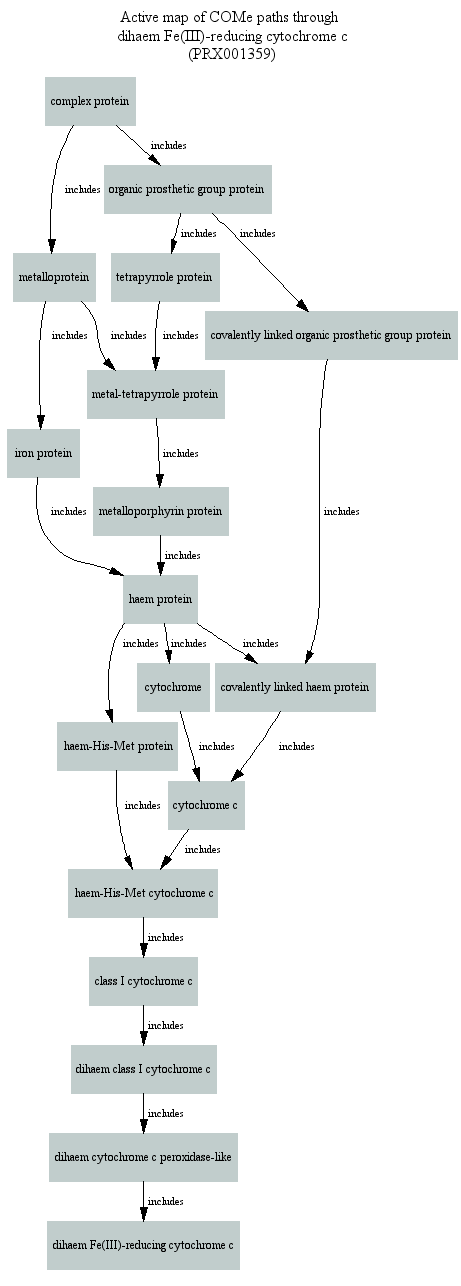 Active map of COMe paths through
dihaem Fe(III)-reducing cytochrome c
(PRX001359)
complex protein
includes
includes
organic prosthetic group protein
includes
includes
metalloprotein
tetrapyrrole protein
covalently linked organic prosthetic group protein
includes
includes
includes
metal-tetrapyrrole protein
iron protein
includes
metalloporphyrin protein
includes
includes
includes
haem protein
includes
includes
includes
cytochrome
covalently linked haem protein
haem-His-Met protein
includes
includes
cytochrome c
includes
includes
haem-His-Met cytochrome c
includes
class I cytochrome c
includes
dihaem class I cytochrome c
includes
dihaem cytochrome c peroxidase-like
includes
dihaem Fe(III)-reducing cytochrome c